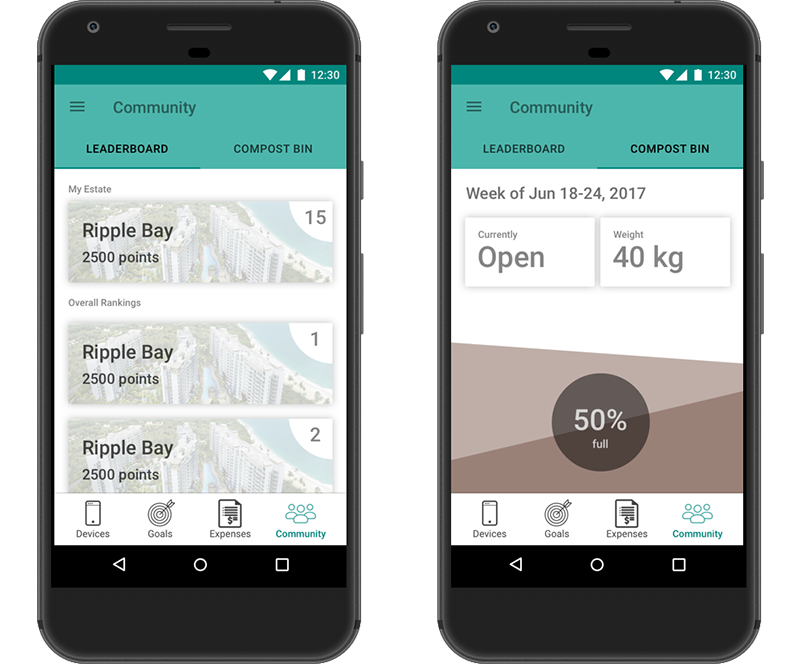 12:30
Community
LEADERBOARD COMPOST BIN
My Estate
15
Ripple Bay
2500 points
Overall Rankings
1
Ripple Bay
2500 points
2
Ripple Bay
2500 points
Devices Goals Expenses Community
12:30
Community
LEADERBOARD COMPOST BIN
Week of Jun 18-24, 2017
Currently
Open
Weight
40 kg
50%
full
Devices Goals Expenses Community